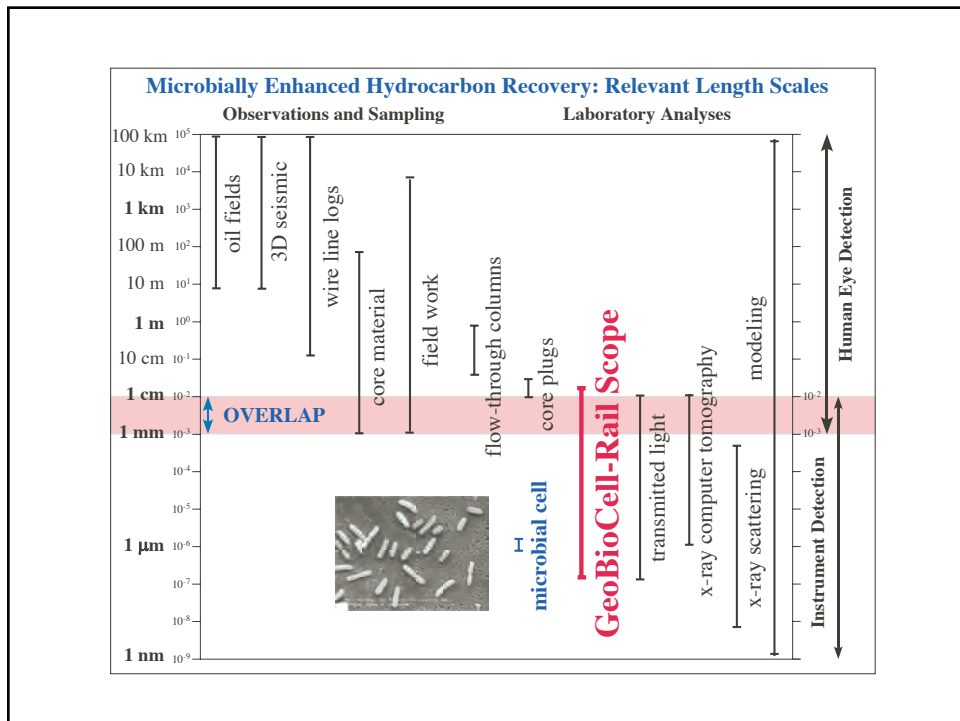 Microbially Enhanced Hydrocarbon Recovery: Relevant Length Scales
Observations and Sampling
Laboratory Analyses
100 km 10⁵
10 km 10⁴
1 km 10³
100 m 10²
10 m 10¹
1 m 10⁰
10 cm 10⁻¹
1 cm 10⁻²
1 mm 10⁻³
10⁻⁴
10⁻⁵
1 µm 10⁻⁶
10⁻⁷
10⁻⁸
1 nm 10⁻⁹
OVERLAP
oil fields
3D seismic
wire line logs
core material
field work
flow-through columns
core plugs
microbial cell
GeoBioCell-Rail Scope
transmitted light
x-ray computer tomography
x-ray scattering
modeling
10⁻²
10⁻³
Human Eye Detection
Instrument Detection